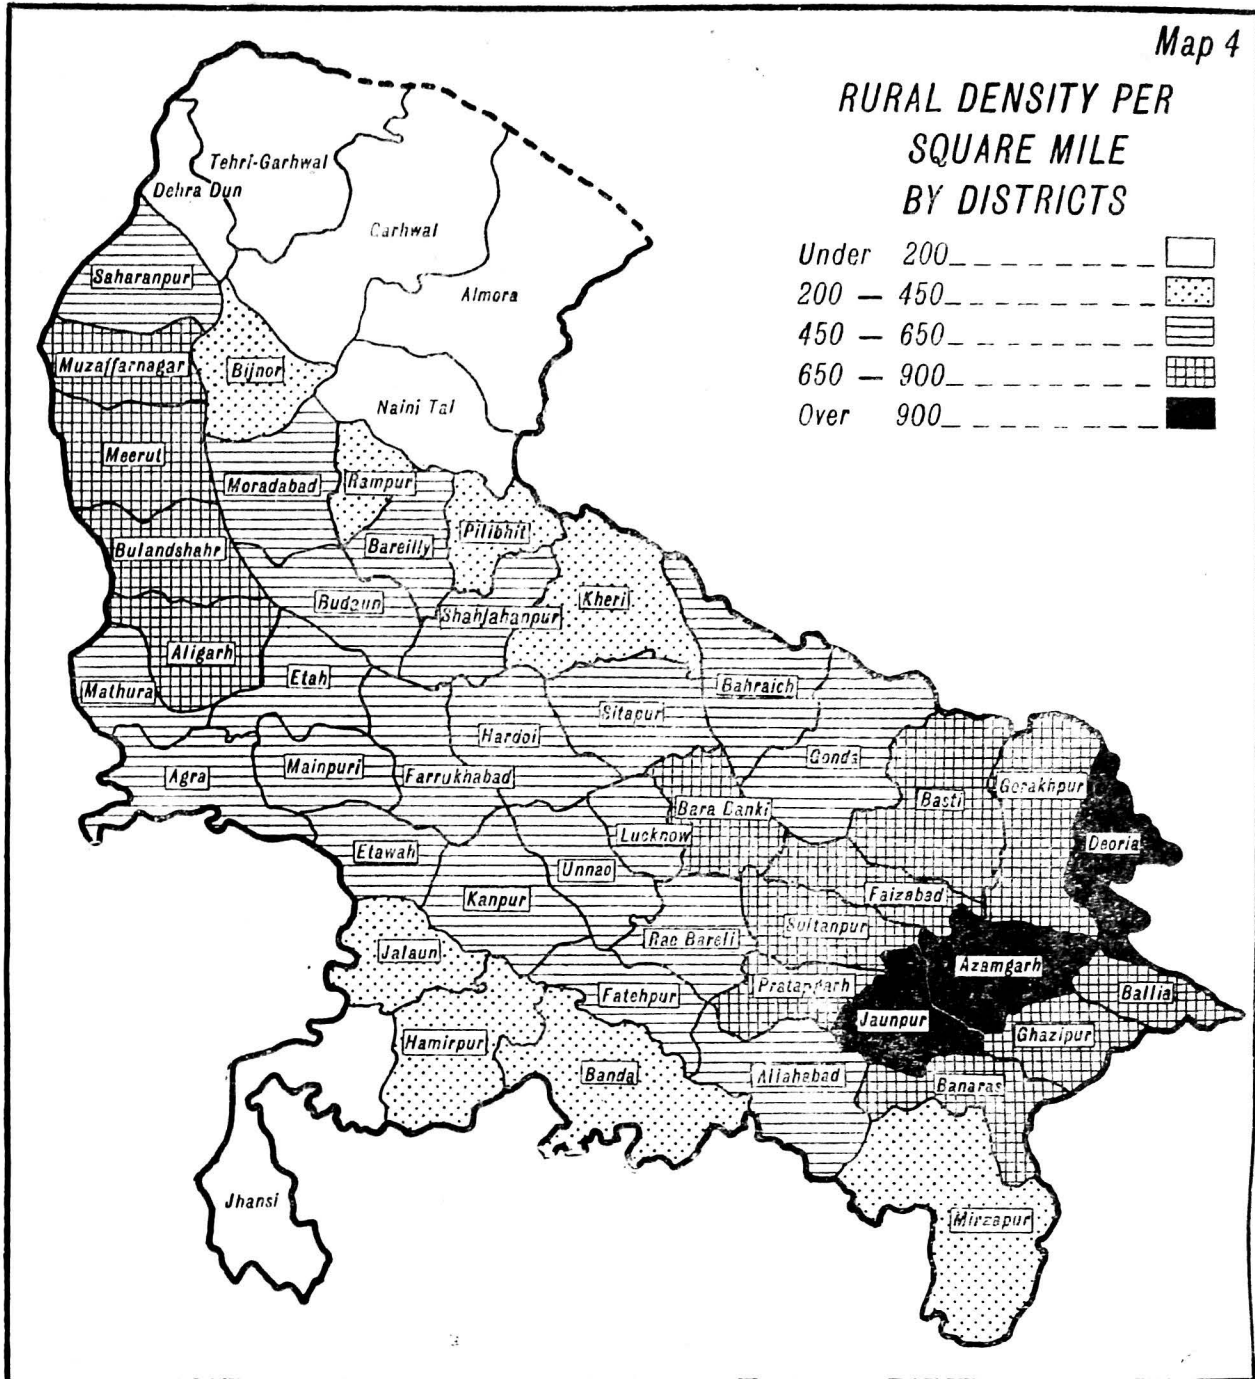 Map 4
RURAL DENSITY PER
SQUARE MILE
BY DISTRICTS
Under 200
200 — 450
450 — 650
650 — 900
Over 900
Tehri-Garhwal
Dehra Dun
Garhwal
Saharanpur
Almora
Muzaffarnagar
Bijnor
Naini Tal
Meerut
Moradabad
Rampur
Pilibhit
Bulandshahr
Bareilly
Budaun
Kheri
Shahjahanpur
Aligarh
Etah
Mathura
Bahraich
Sitapur
Hardoi
Mainpuri
Agra
Farrukhabad
Gonda
Gorakhpur
Basti
Bara Banki
Lucknow
Deoria
Etawah
Unnao
Kanpur
Faizabad
Sultanpur
Rae Bareli
Jalaun
Azamgarh
Pratapgarh
Ballia
Fatehpur
Jaunpur
Ghazipur
Hamirpur
Banda
Allahabad
Banaras
Jhansi
Mirzapur